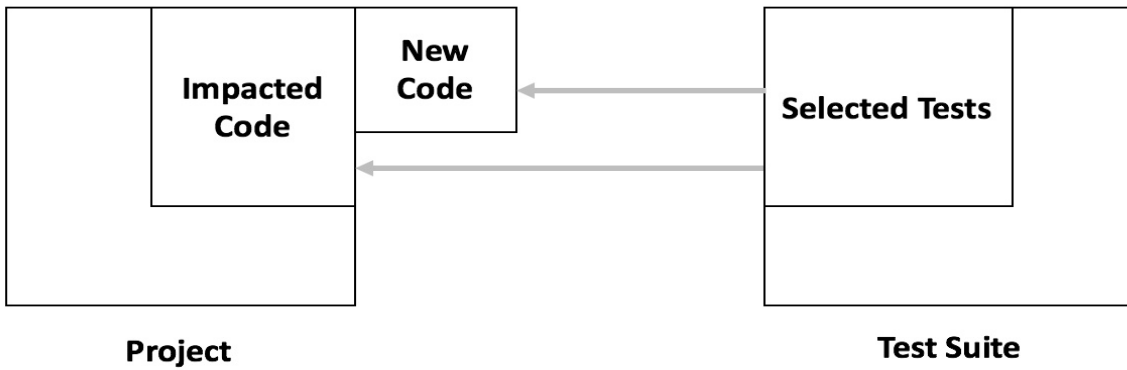 Impacted
Code
New
Code
Selected Tests
Project
Test Suite